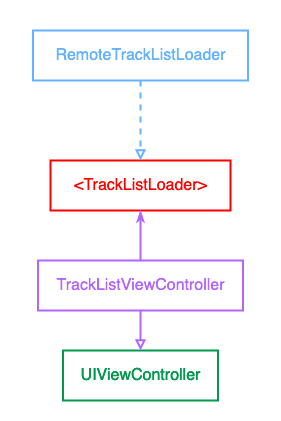 RemoteTrackListLoader
<TrackListLoader>
TrackListViewController
UIViewController